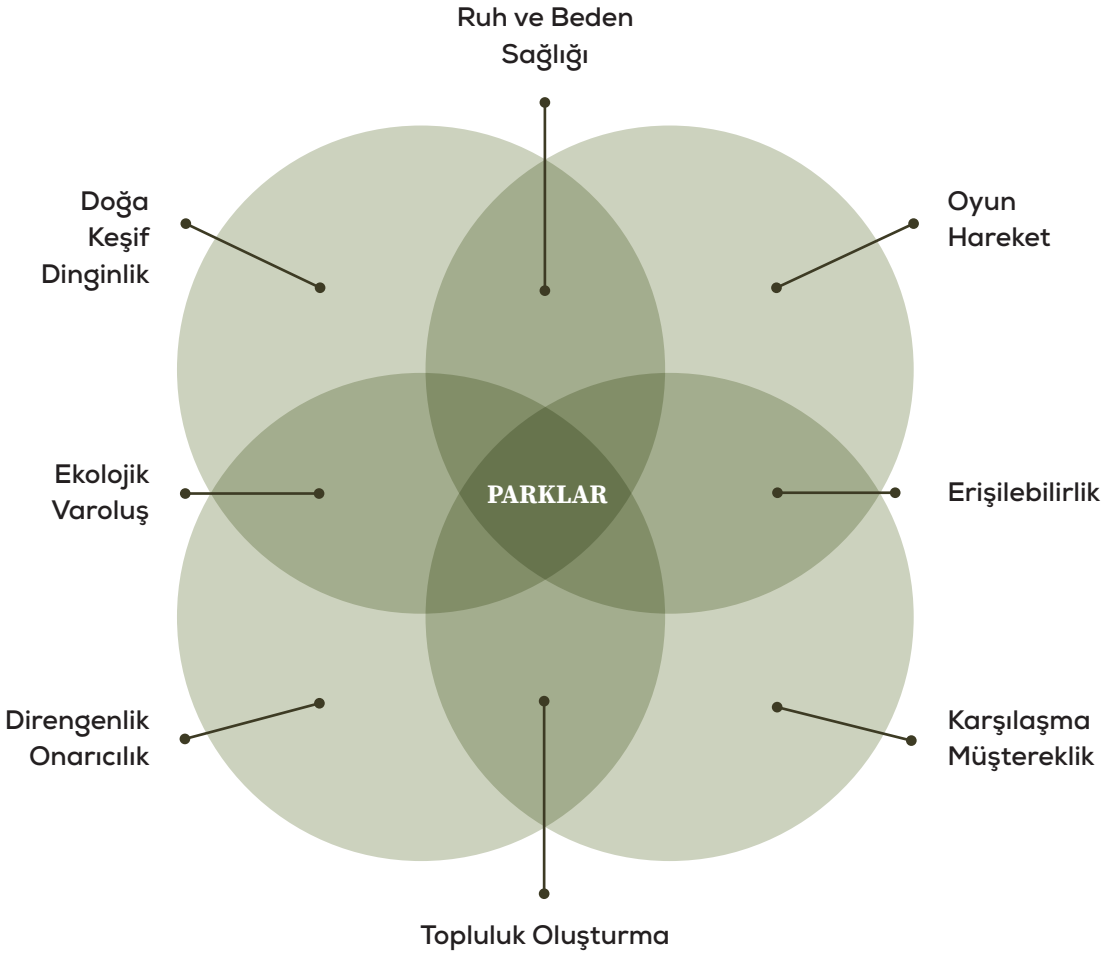 Ruh ve Beden
Sağlığı
Doğa
Keşif
Dinginlik
Oyun
Hareket
Ekolojik
Varoluş
PARKLAR
Erişilebilirlik
Direngenlik
Onarıcılık
Karşılaşma
Müştereklik
Topluluk Oluşturma